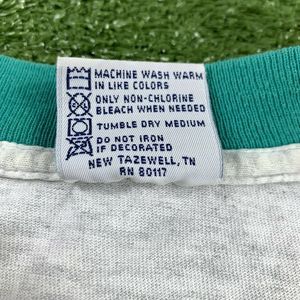 MACHINE WASH WARM
IN LIKE COLORS
ONLY NON-CHLORINE
BLEACH WHEN NEEDED
TUMBLE DRY MEDIUM
DO NOT IRON
IF DECORATED
NEW TAZEWELL, TN
RN 80117